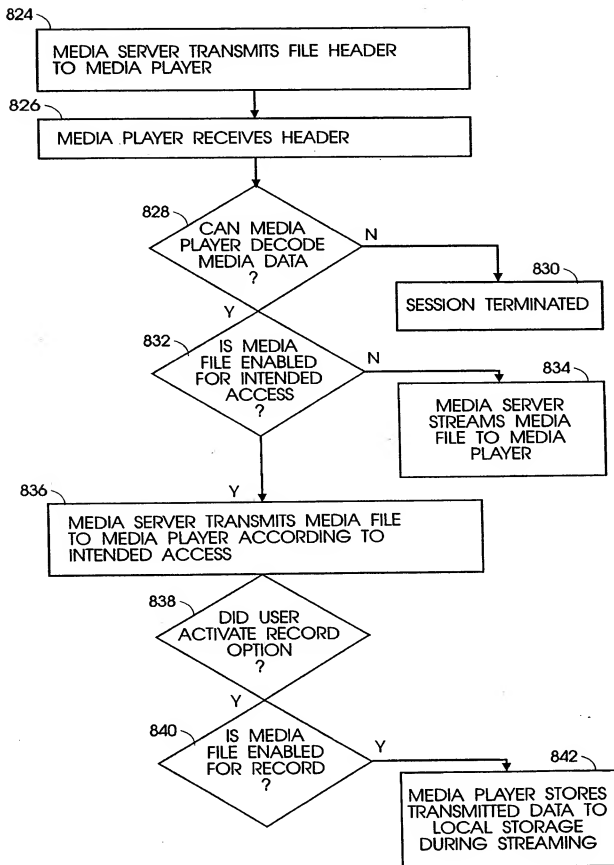 824
MEDIA SERVER TRANSMITS FILE HEADER
TO MEDIA PLAYER
826
MEDIA PLAYER RECEIVES HEADER
828
CAN MEDIA
PLAYER DECODE
MEDIA DATA
?
N
830
SESSION TERMINATED
Y
832
IS MEDIA
FILE ENABLED
FOR INTENDED
ACCESS
?
N
834
MEDIA SERVER
STREAMS MEDIA
FILE TO MEDIA
PLAYER
Y
836
MEDIA SERVER TRANSMITS MEDIA FILE
TO MEDIA PLAYER ACCORDING TO
INTENDED ACCESS
838
DID USER
ACTIVATE RECORD
OPTION
?
Y
840
IS MEDIA
FILE ENABLED
FOR RECORD
?
Y
842
MEDIA PLAYER STORES
TRANSMITTED DATA TO
LOCAL STORAGE
DURING STREAMING